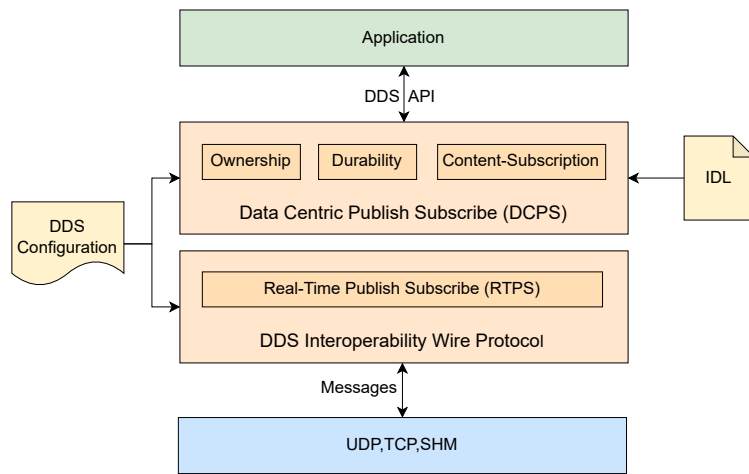 Application
DDS API
Ownership
Durability
Content-Subscription
Data Centric Publish Subscribe (DCPS)
IDL
DDS
Configuration
Real-Time Publish Subscribe (RTPS)
DDS Interoperability Wire Protocol
Messages
UDP,TCP,SHM